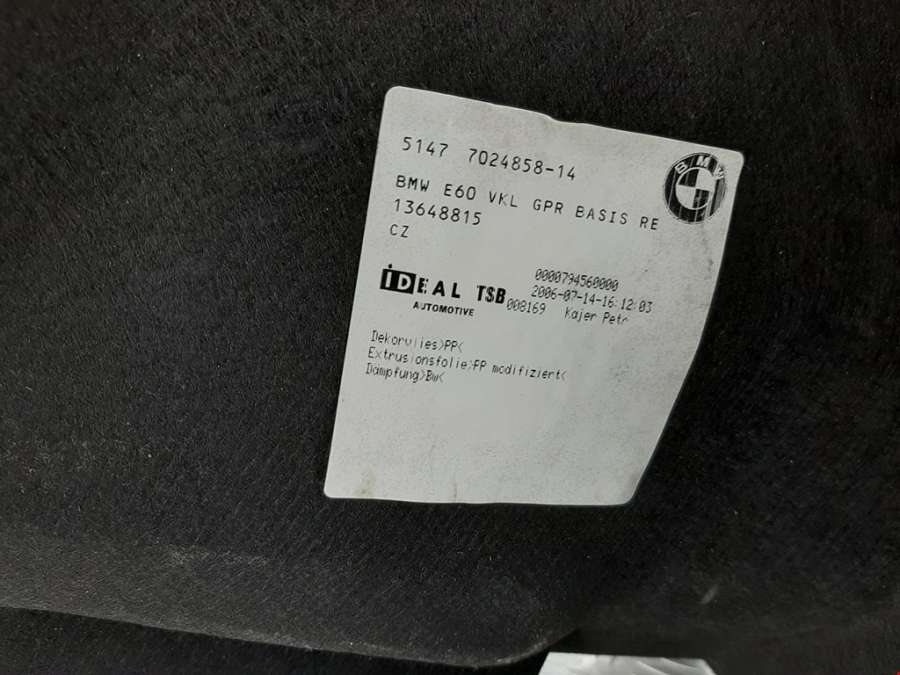 5147 7024858-14
BMW
BMW E60 VKL GPR BASIS RE
13648815
CZ
0000794560000
iDEAL TSB 2006-07-14-16:12:03
AUTOMOTIVE 008169 Kajer Petr
Dekorvlies>PP<
Extrusionsfolie>PP modifiziert<
Dämpfung>BW<